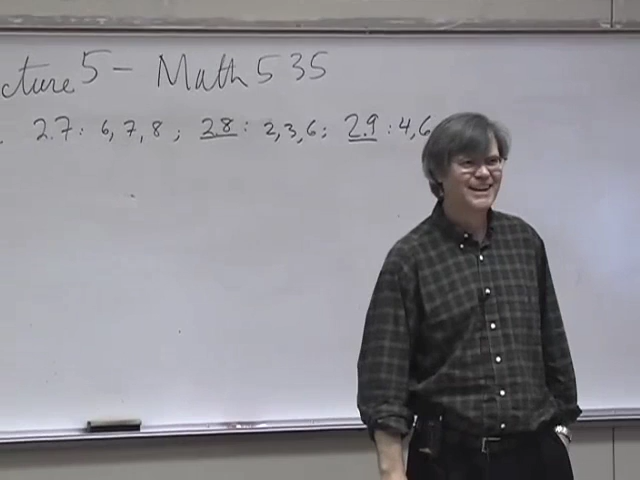 cture 5 - Math 535
. 2.7: 6, 7, 8; 2.8: 2, 3, 6; 2.9: 4, 6